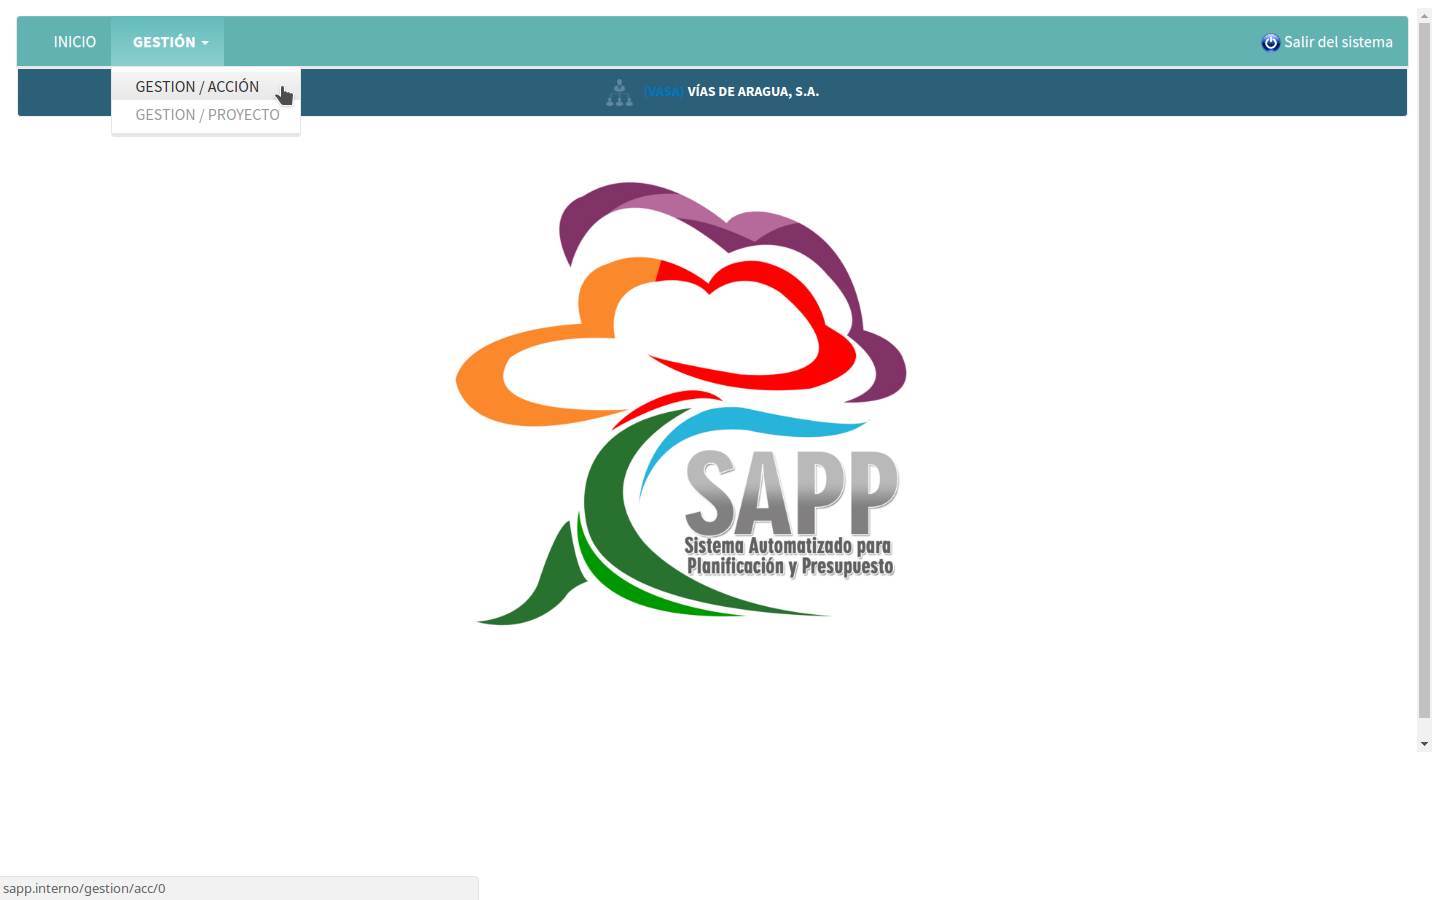 INICIO
GESTIÓN
Salir del sistema
GESTION / ACCIÓN
(VASA) VÍAS DE ARAGUA, S.A.
GESTION / PROYECTO
SAPP
Sistema Automatizado para
Planificación y Presupuesto
sapp.interno/gestion/acc/0